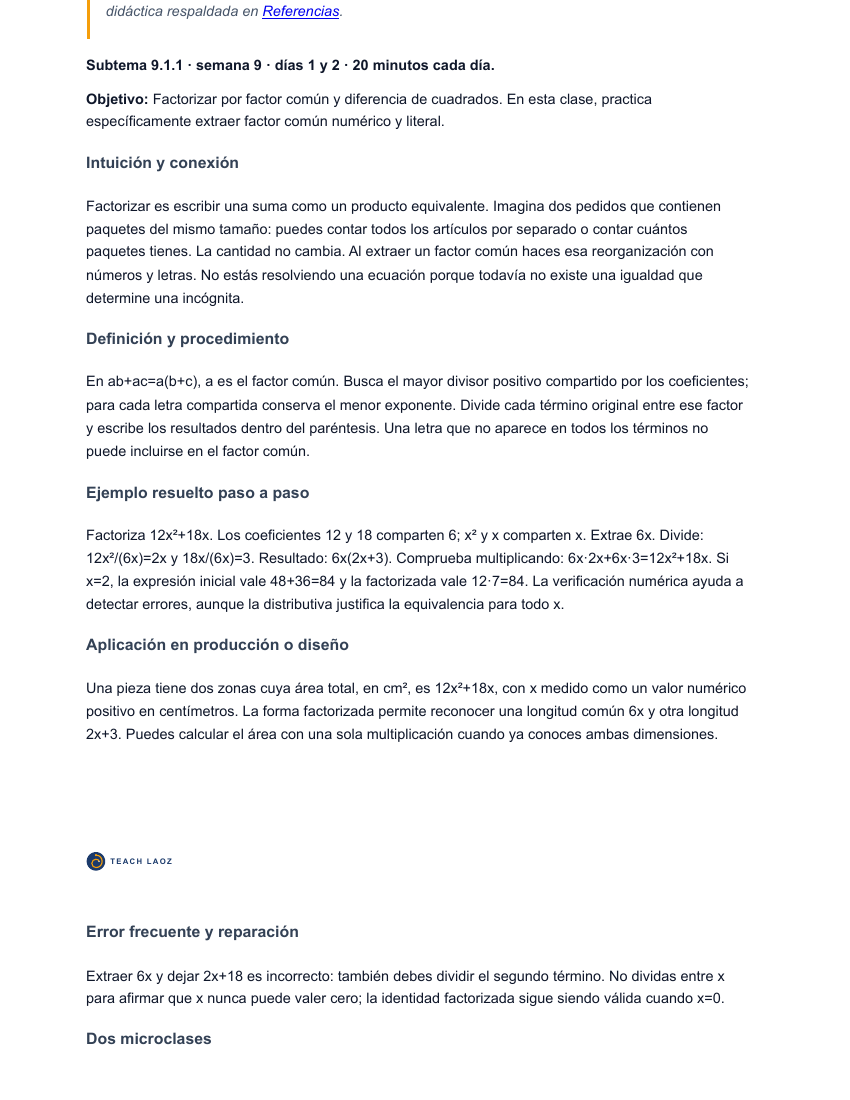 didáctica respaldada en Referencias.
Subtema 9.1.1 · semana 9 · días 1 y 2 · 20 minutos cada día.
Objetivo: Factorizar por factor común y diferencia de cuadrados. En esta clase, practica
específicamente extraer factor común numérico y literal.
Intuición y conexión
Factorizar es escribir una suma como un producto equivalente. Imagina dos pedidos que contienen
paquetes del mismo tamaño: puedes contar todos los artículos por separado o contar cuántos
paquetes tienes. La cantidad no cambia. Al extraer un factor común haces esa reorganización con
números y letras. No estás resolviendo una ecuación porque todavía no existe una igualdad que
determine una incógnita.
Definición y procedimiento
En ab+ac=a(b+c), a es el factor común. Busca el mayor divisor positivo compartido por los coeficientes;
para cada letra compartida conserva el menor exponente. Divide cada término original entre ese factor
y escribe los resultados dentro del paréntesis. Una letra que no aparece en todos los términos no
puede incluirse en el factor común.
Ejemplo resuelto paso a paso
Factoriza 12x²+18x. Los coeficientes 12 y 18 comparten 6; x² y x comparten x. Extrae 6x. Divide:
12x²/(6x)=2x y 18x/(6x)=3. Resultado: 6x(2x+3). Comprueba multiplicando: 6x·2x+6x·3=12x²+18x. Si
x=2, la expresión inicial vale 48+36=84 y la factorizada vale 12·7=84. La verificación numérica ayuda a
detectar errores, aunque la distributiva justifica la equivalencia para todo x.
Aplicación en producción o diseño
Una pieza tiene dos zonas cuya área total, en cm², es 12x²+18x, con x medido como un valor numérico
positivo en centímetros. La forma factorizada permite reconocer una longitud común 6x y otra longitud
2x+3. Puedes calcular el área con una sola multiplicación cuando ya conoces ambas dimensiones.
TEACH LAOZ
Error frecuente y reparación
Extraer 6x y dejar 2x+18 es incorrecto: también debes dividir el segundo término. No dividas entre x
para afirmar que x nunca puede valer cero; la identidad factorizada sigue siendo válida cuando x=0.
Dos microclases